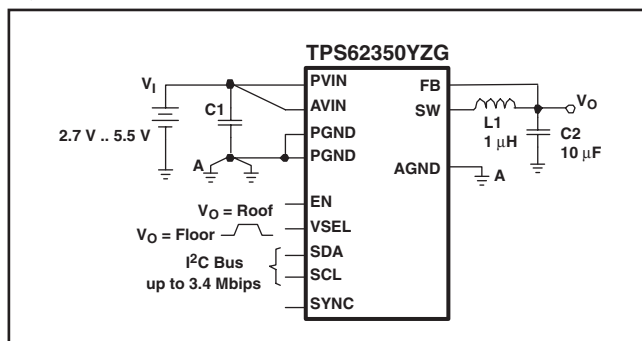 TPS62350YZG
V_I
2.7 V .. 5.5 V
C1
A
PVIN
AVIN
PGND
PGND
FB
SW
AGND
L1
1 μH
V_O
C2
10 μF
A
EN
V_O = Roof
VSEL
V_O = Floor
SDA
I²C Bus
SCL
up to 3.4 Mbips
SYNC